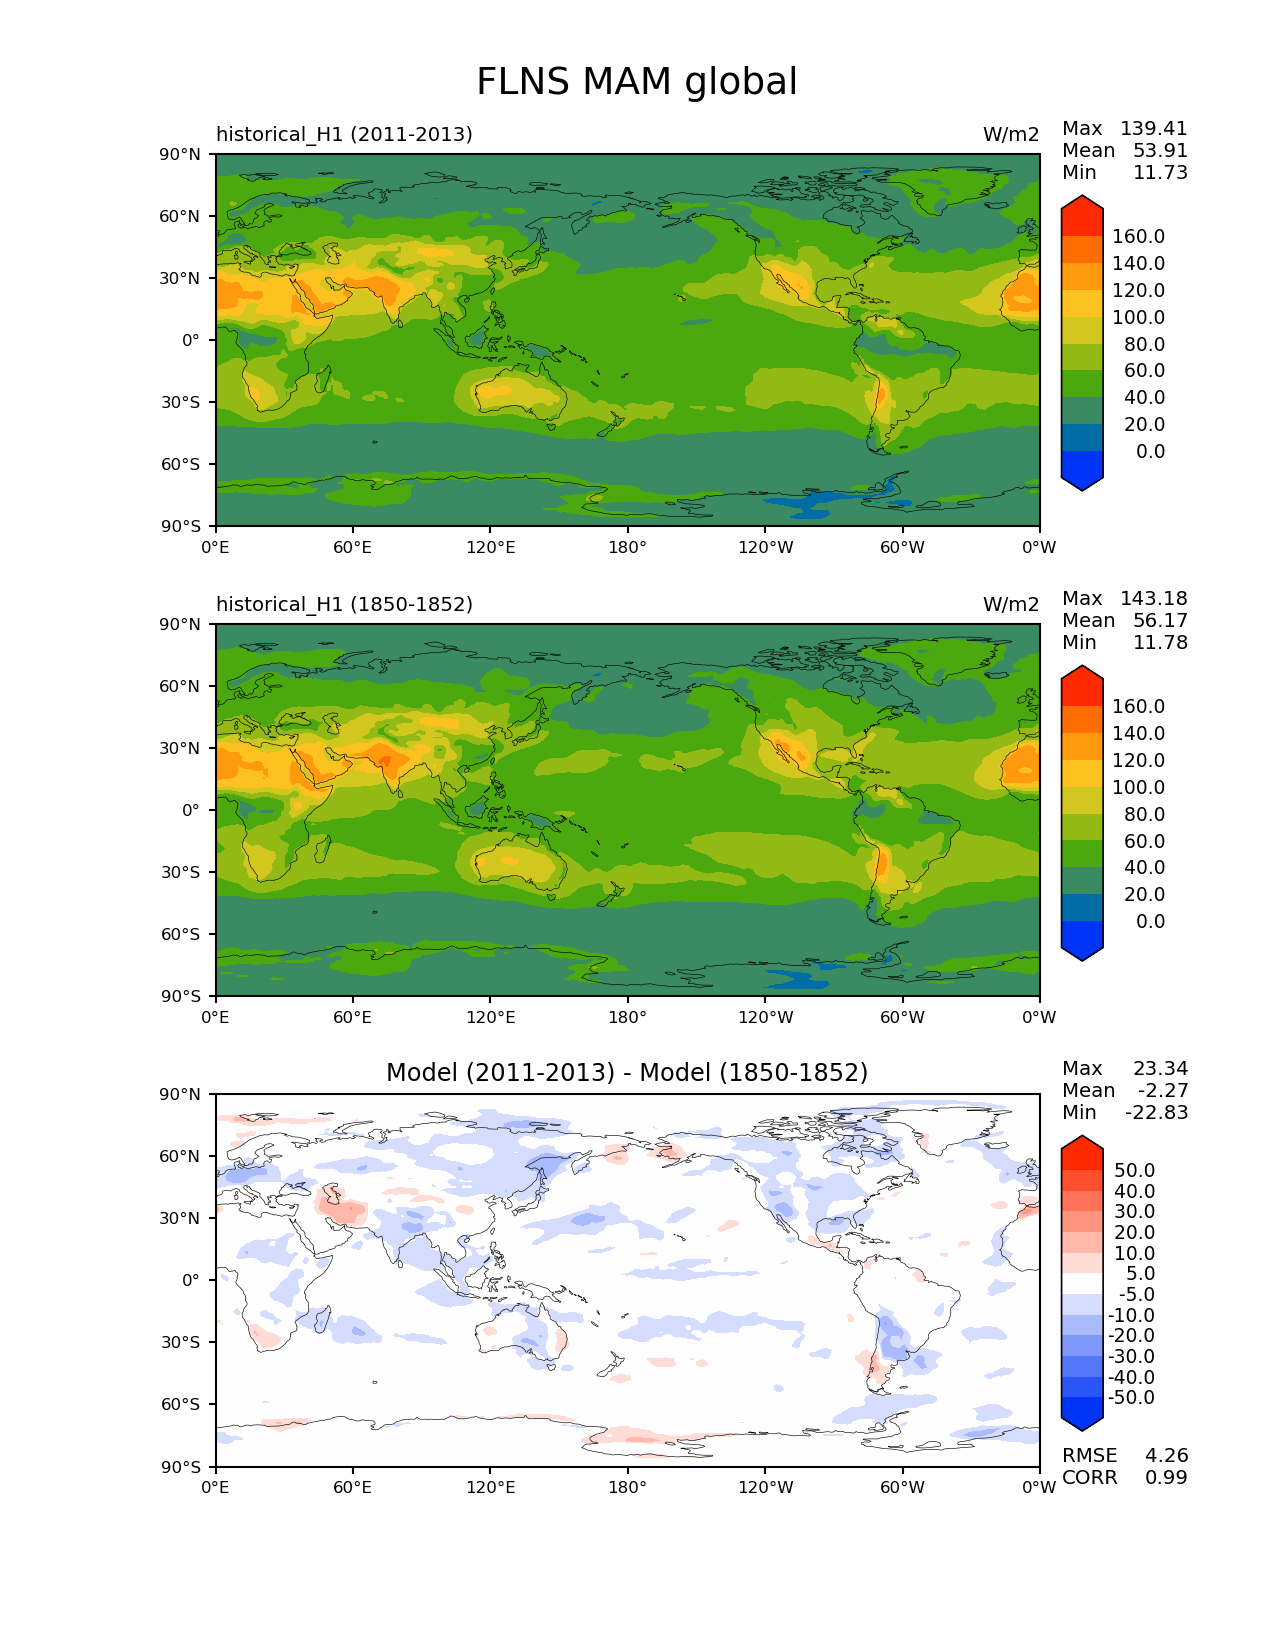 FLNS MAM global
historical_H1 (2011-2013) W/m2
Max 139.41
Mean 53.91
Min 11.73
90°N
60°N
30°N
0°
30°S
60°S
90°S
0°E 60°E 120°E 180° 120°W 60°W 0°W
160.0
140.0
120.0
100.0
80.0
60.0
40.0
20.0
0.0
historical_H1 (1850-1852) W/m2
Max 143.18
Mean 56.17
Min 11.78
90°N
60°N
30°N
0°
30°S
60°S
90°S
0°E 60°E 120°E 180° 120°W 60°W 0°W
160.0
140.0
120.0
100.0
80.0
60.0
40.0
20.0
0.0
Model (2011-2013) - Model (1850-1852)
Max 23.34
Mean -2.27
Min -22.83
90°N
60°N
30°N
0°
30°S
60°S
90°S
0°E 60°E 120°E 180° 120°W 60°W 0°W
50.0
40.0
30.0
20.0
10.0
5.0
-5.0
-10.0
-20.0
-30.0
-40.0
-50.0
RMSE 4.26
CORR 0.99